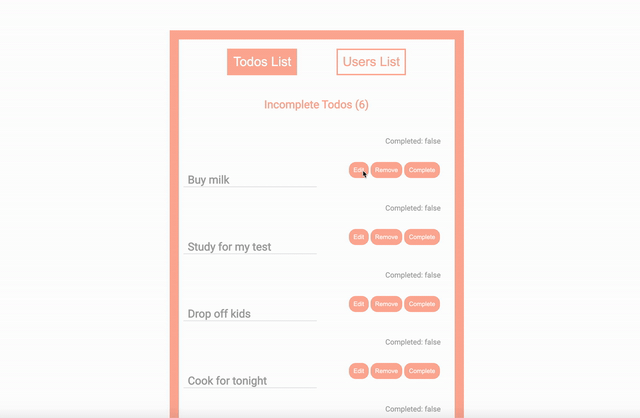 Todos List Users List
Incomplete Todos (6)
Completed: false
Edit Remove Complete
Buy milk
Completed: false
Edit Remove Complete
Study for my test
Completed: false
Edit Remove Complete
Drop off kids
Completed: false
Edit Remove Complete
Cook for tonight
Completed: false